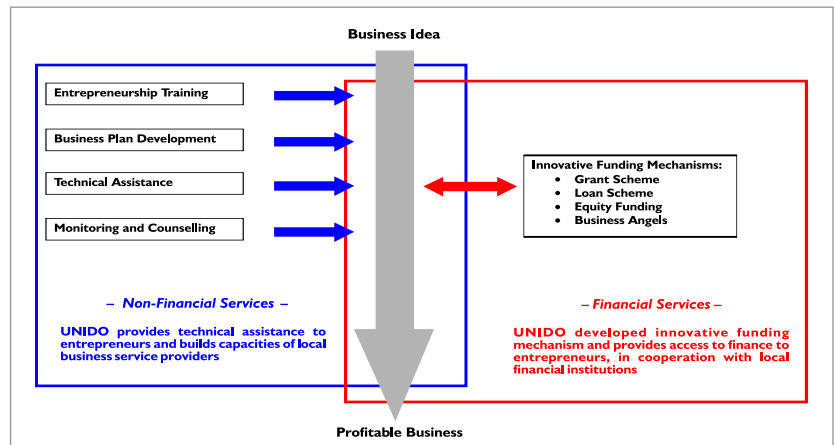 Business Idea
Entrepreneurship Training
Business Plan Development
Technical Assistance
Monitoring and Counselling
Innovative Funding Mechanisms:
• Grant Scheme
• Loan Scheme
• Equity Funding
• Business Angels
– Non-Financial Services –
UNIDO provides technical assistance to
entrepreneurs and builds capacities of local
business service providers
– Financial Services –
UNIDO developed innovative funding
mechanism and provides access to finance to
entrepreneurs, in cooperation with local
financial institutions
Profitable Business